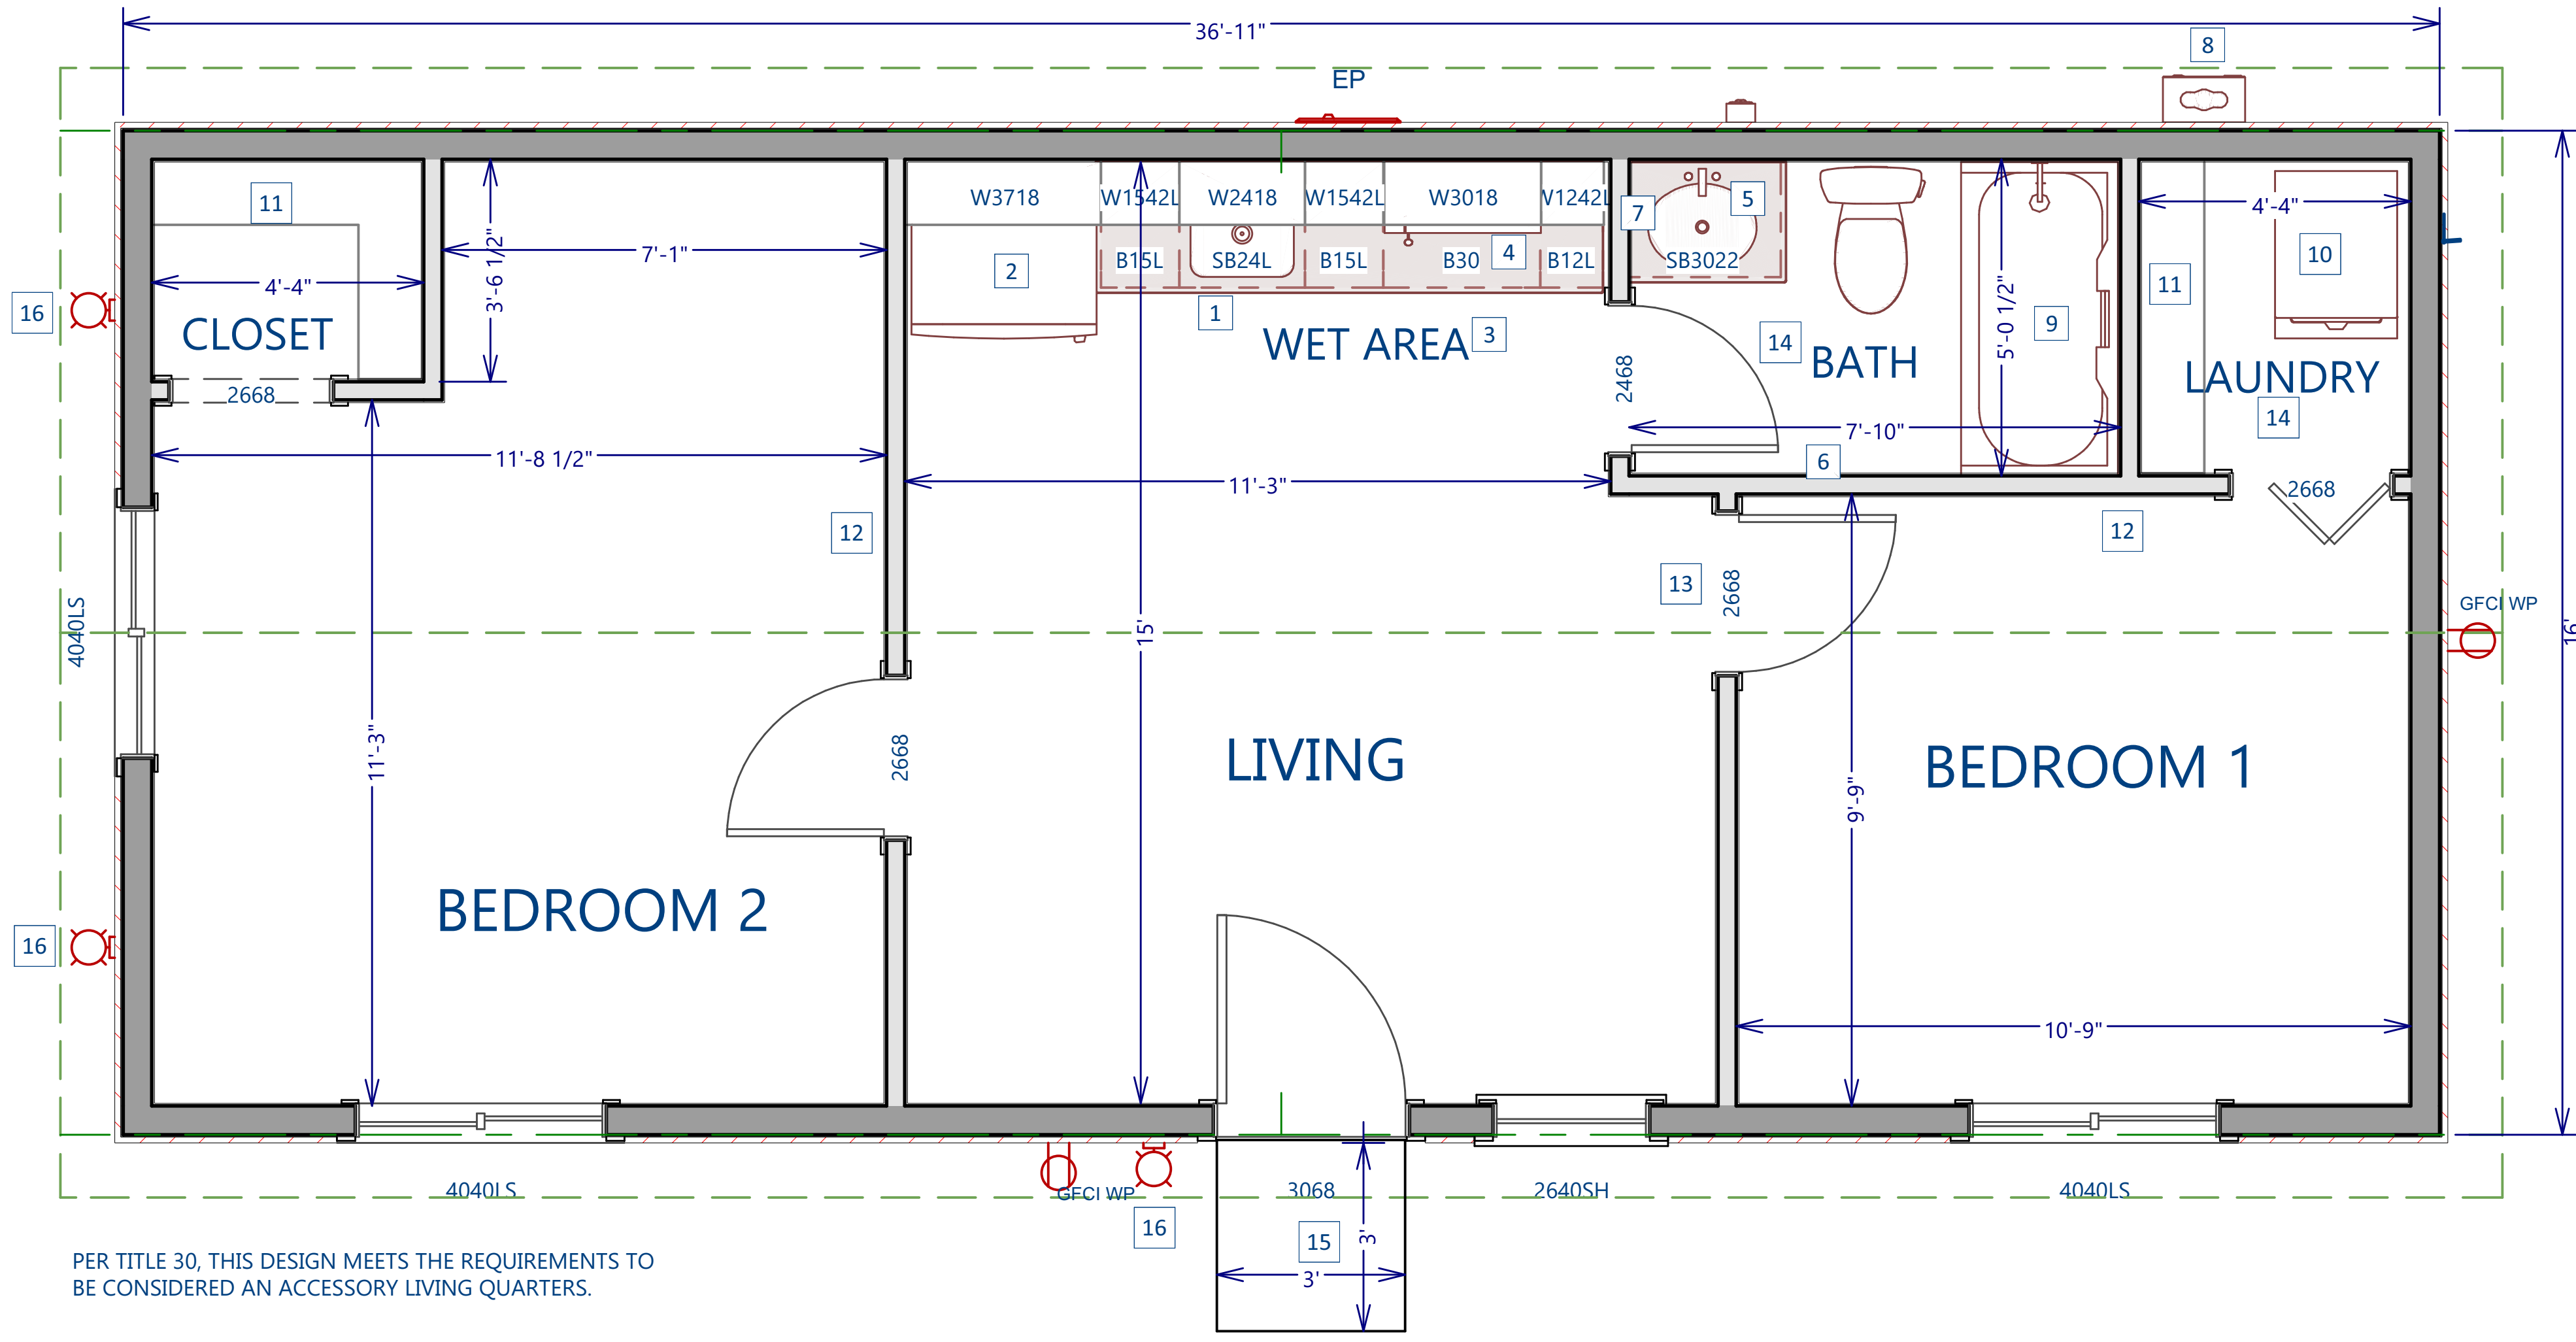 36'-11"
8
EP
11
W3718
W1542L
W2418
W1542L
W3018
W1242L
7
5
4'-4"
7'-1"
3'-6 1/2"
2
B15L
SB24L
B15L
B30
4
B12L
SB3022
11
10
4'-4"
16
CLOSET
1
WET AREA
3
14
BATH
5'-0 1/2"
9
LAUNDRY
2668
2468
14
7'-10"
11'-8 1/2"
6
11'-3"
2668
12
12
13
2668
4040LS
15'
GFCI WP
16'
11'-3"
2668
LIVING
BEDROOM 1
9'-9"
BEDROOM 2
16
10'-9"
4040LS
GFCI WP
3068
2640SH
4040LS
16
15
3'
3'
PER TITLE 30, THIS DESIGN MEETS THE REQUIREMENTS TO
BE CONSIDERED AN ACCESSORY LIVING QUARTERS.